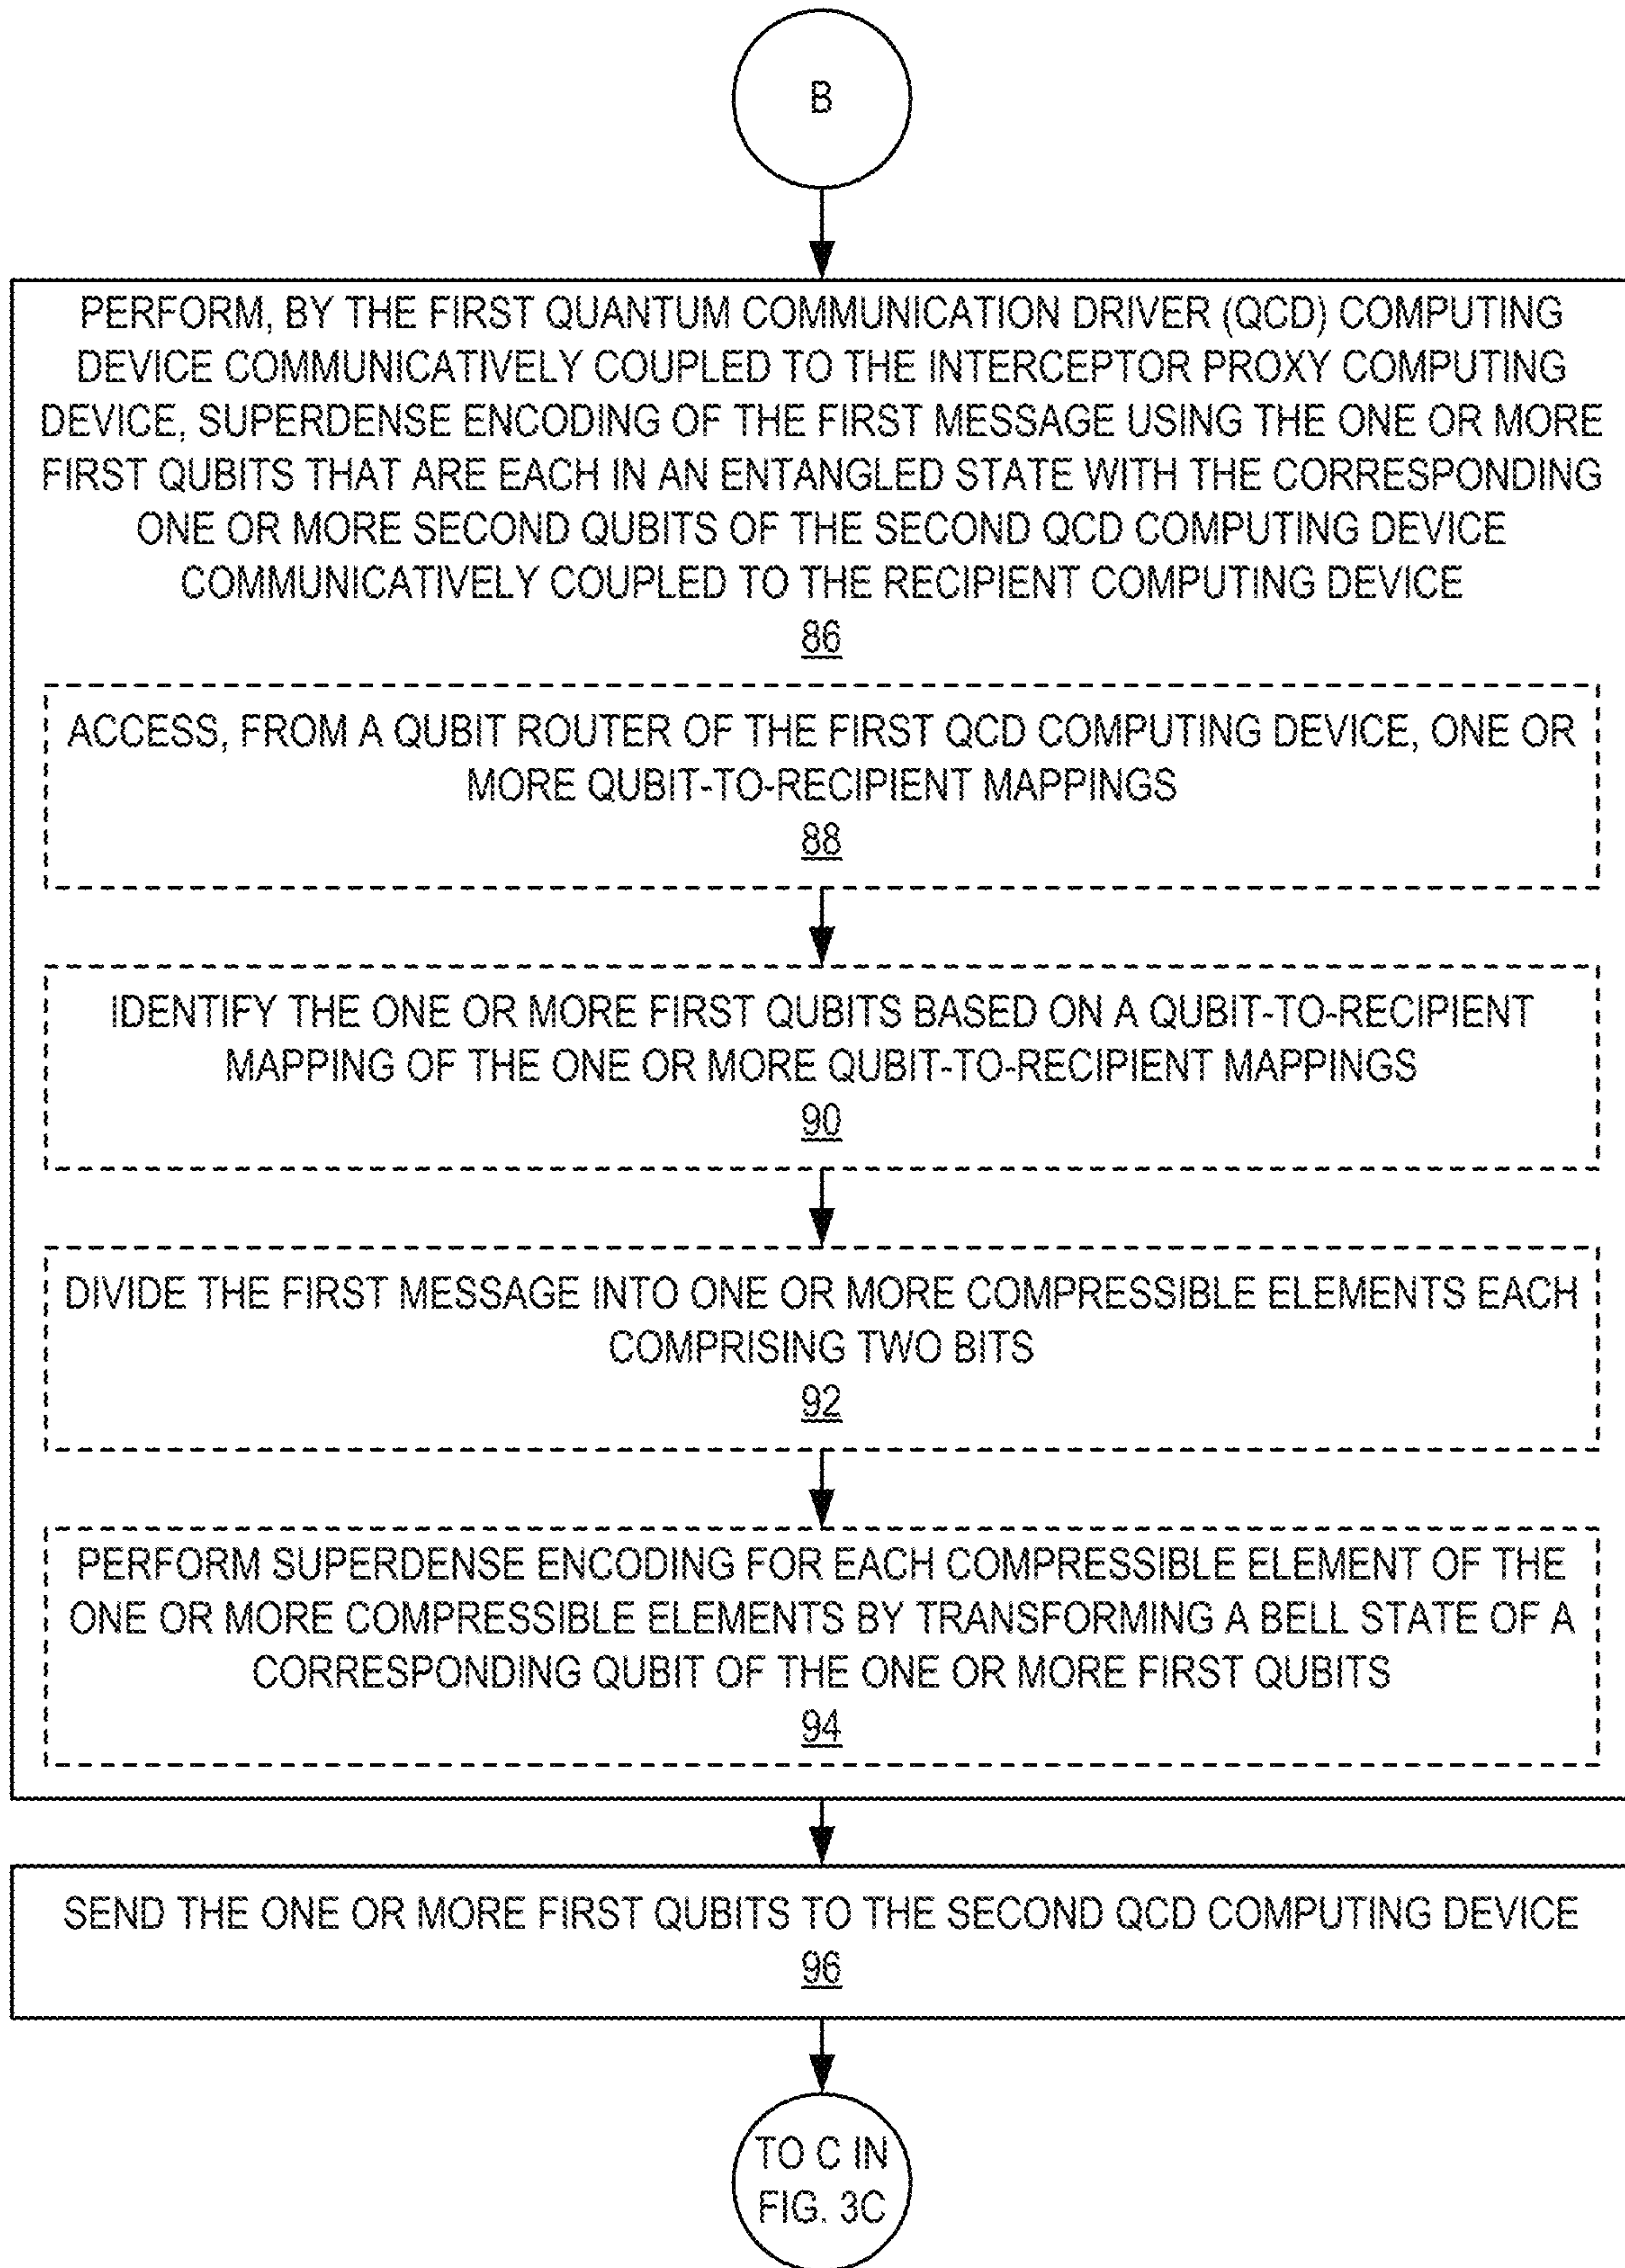 B
PERFORM, BY THE FIRST QUANTUM COMMUNICATION DRIVER (QCD) COMPUTING
DEVICE COMMUNICATIVELY COUPLED TO THE INTERCEPTOR PROXY COMPUTING
DEVICE, SUPERDENSE ENCODING OF THE FIRST MESSAGE USING THE ONE OR MORE
FIRST QUBITS THAT ARE EACH IN AN ENTANGLED STATE WITH THE CORRESPONDING
ONE OR MORE SECOND QUBITS OF THE SECOND QCD COMPUTING DEVICE
COMMUNICATIVELY COUPLED TO THE RECIPIENT COMPUTING DEVICE
86
ACCESS, FROM A QUBIT ROUTER OF THE FIRST QCD COMPUTING DEVICE, ONE OR
MORE QUBIT-TO-RECIPIENT MAPPINGS
88
IDENTIFY THE ONE OR MORE FIRST QUBITS BASED ON A QUBIT-TO-RECIPIENT
MAPPING OF THE ONE OR MORE QUBIT-TO-RECIPIENT MAPPINGS
90
DIVIDE THE FIRST MESSAGE INTO ONE OR MORE COMPRESSIBLE ELEMENTS EACH
COMPRISING TWO BITS
92
PERFORM SUPERDENSE ENCODING FOR EACH COMPRESSIBLE ELEMENT OF THE
ONE OR MORE COMPRESSIBLE ELEMENTS BY TRANSFORMING A BELL STATE OF A
CORRESPONDING QUBIT OF THE ONE OR MORE FIRST QUBITS
94
SEND THE ONE OR MORE FIRST QUBITS TO THE SECOND QCD COMPUTING DEVICE
96
TO C IN
FIG. 3C